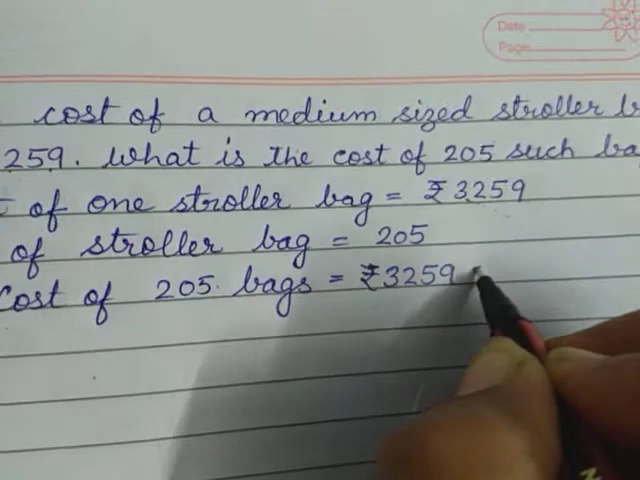 Date
Page
cost of a medium sized stroller b
259. What is the cost of 205 such ba
of one stroller bag = ₹3259
of stroller bag = 205
Cost of 205 bags = ₹3259